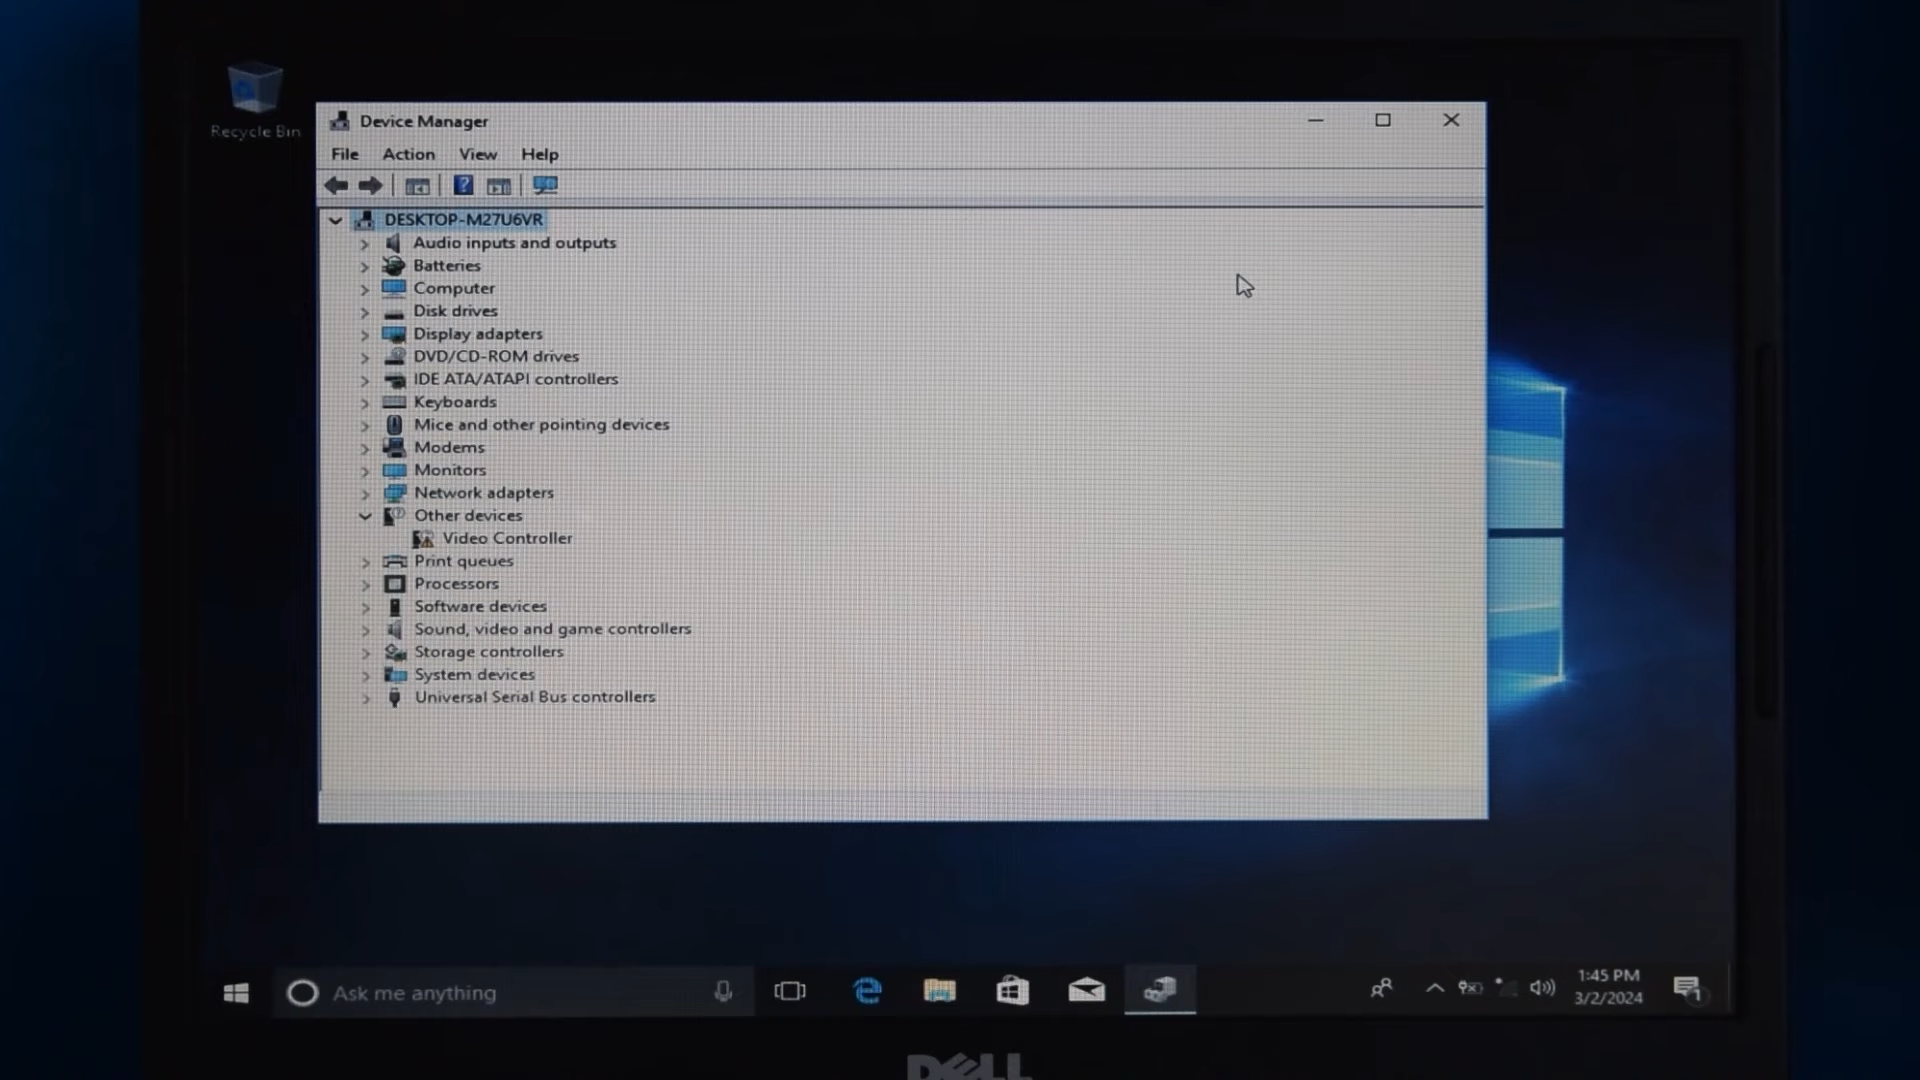 Recycle Bin
Device Manager
File Action View Help
?
DESKTOP-M27U6VR
Audio inputs and outputs
Batteries
Computer
Disk drives
Display adapters
DVD/CD-ROM drives
IDE ATA/ATAPI controllers
Keyboards
Mice and other pointing devices
Modems
Monitors
Network adapters
Other devices
Video Controller
Print queues
Processors
Software devices
Sound, video and game controllers
Storage controllers
System devices
Universal Serial Bus controllers
Ask me anything
1:45 PM
3/2/2024
1
DELL